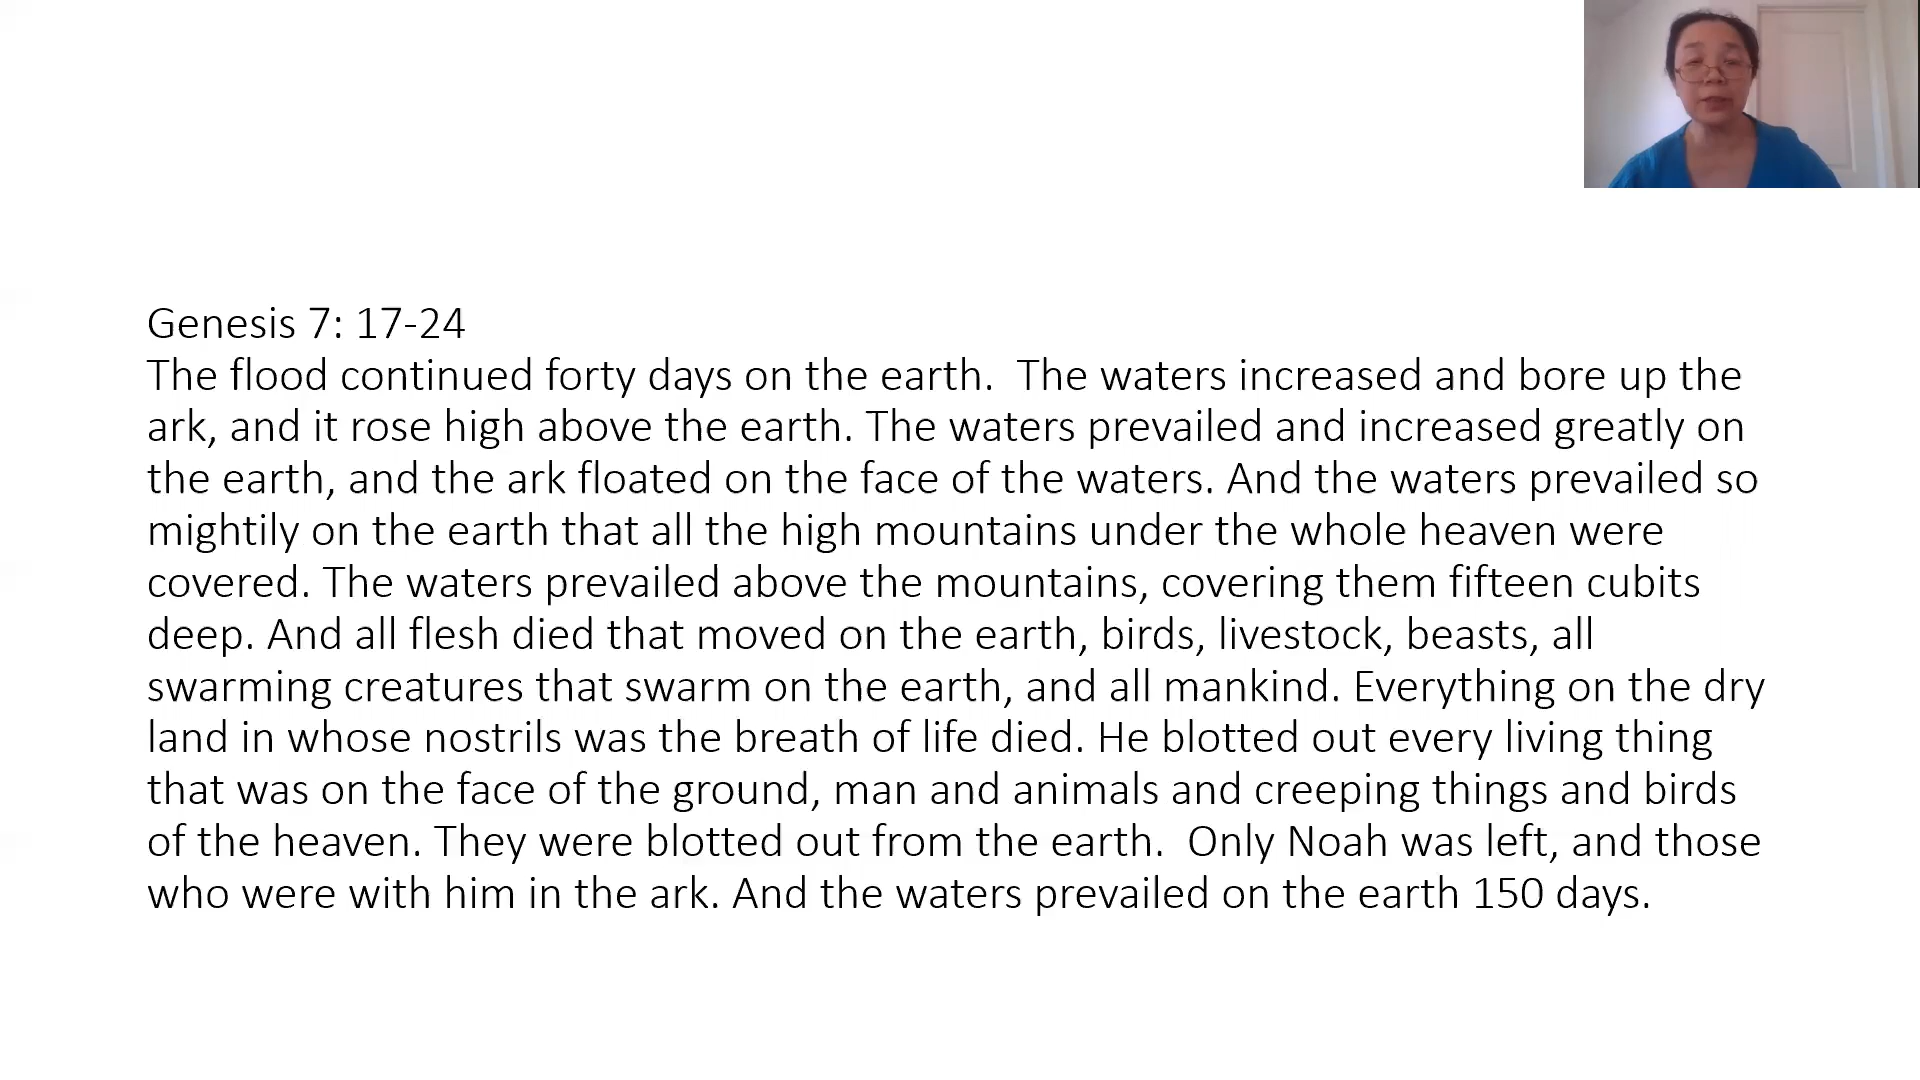 Genesis 7: 17-24
The flood continued forty days on the earth.  The waters increased and bore up the
ark, and it rose high above the earth. The waters prevailed and increased greatly on
the earth, and the ark floated on the face of the waters. And the waters prevailed so
mightily on the earth that all the high mountains under the whole heaven were
covered. The waters prevailed above the mountains, covering them fifteen cubits
deep. And all flesh died that moved on the earth, birds, livestock, beasts, all
swarming creatures that swarm on the earth, and all mankind. Everything on the dry
land in whose nostrils was the breath of life died. He blotted out every living thing
that was on the face of the ground, man and animals and creeping things and birds
of the heaven. They were blotted out from the earth.  Only Noah was left, and those
who were with him in the ark. And the waters prevailed on the earth 150 days.